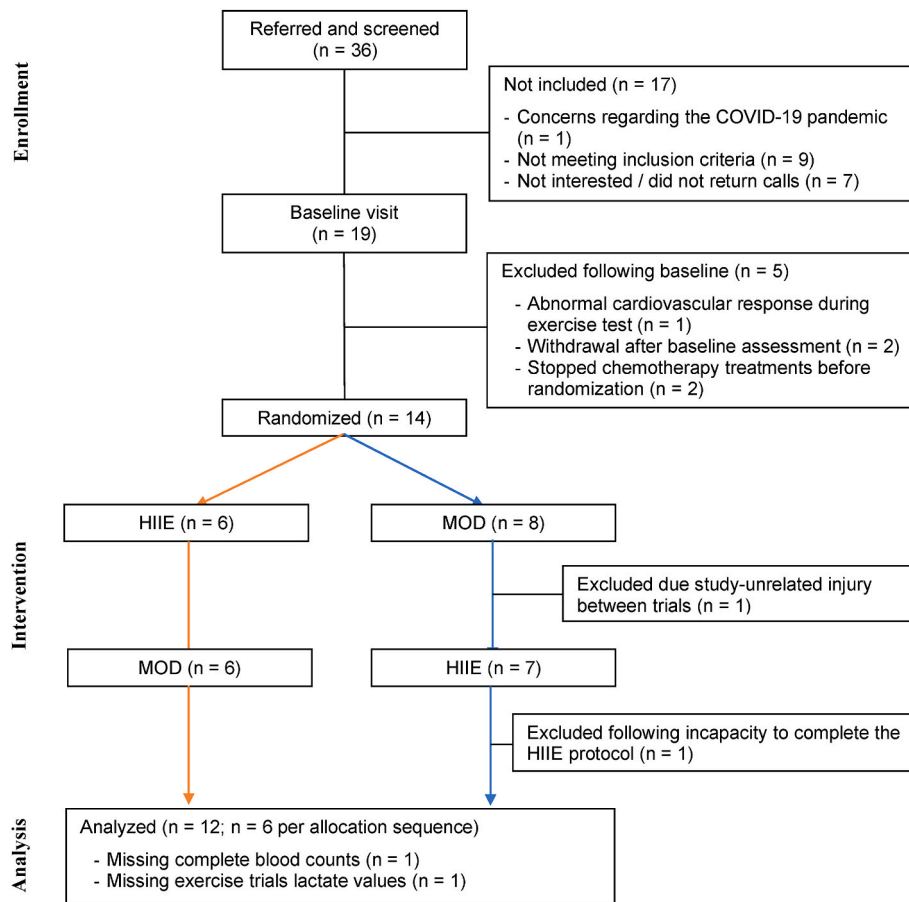 Enrollment
Referred and screened
(n = 36)
Not included (n = 17)
- Concerns regarding the COVID-19 pandemic
(n = 1)
- Not meeting inclusion criteria (n = 9)
- Not interested / did not return calls (n = 7)
Baseline visit
(n = 19)
Excluded following baseline (n = 5)
- Abnormal cardiovascular response during
exercise test (n = 1)
- Withdrawal after baseline assessment (n = 2)
- Stopped chemotherapy treatments before
randomization (n = 2)
Randomized (n = 14)
Intervention
HIIE (n = 6)
MOD (n = 8)
Excluded due study-unrelated injury
between trials (n = 1)
MOD (n = 6)
HIIE (n = 7)
Excluded following incapacity to complete the
HIIE protocol (n = 1)
Analysis
Analyzed (n = 12; n = 6 per allocation sequence)
- Missing complete blood counts (n = 1)
- Missing exercise trials lactate values (n = 1)